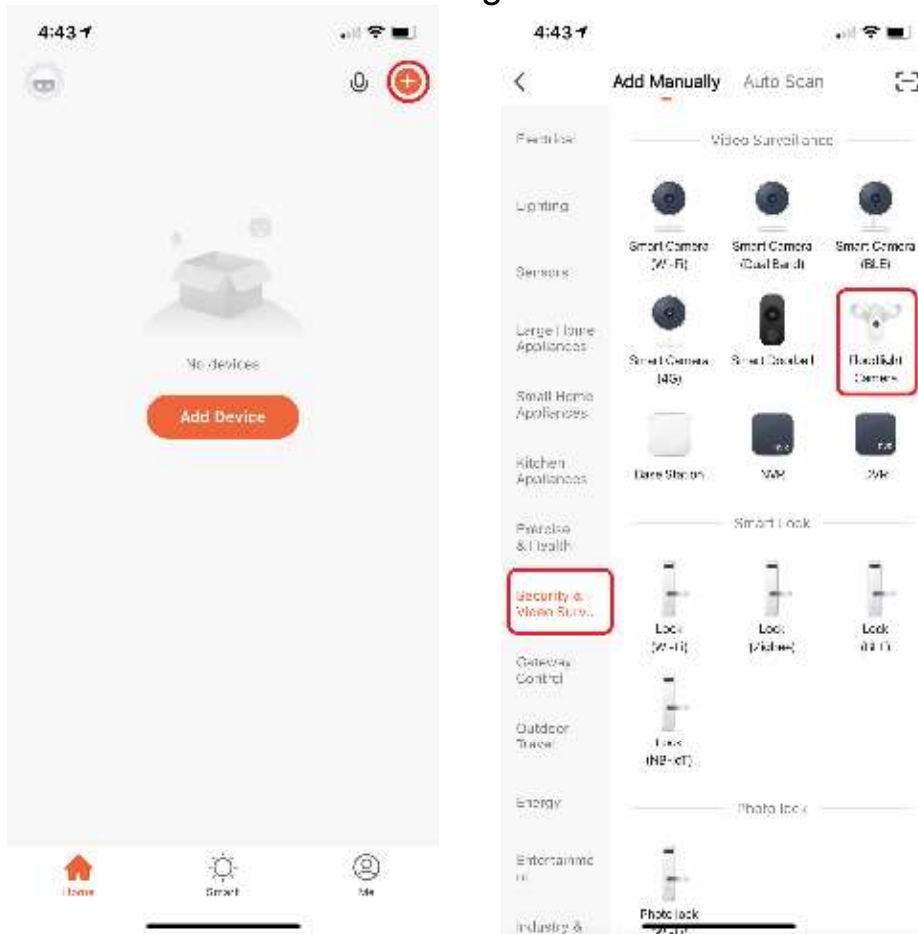 4:43
No devices
Add Device
Home
Smart
Me
4:43
Add Manually Auto Scan
Electrical
Lighting
Sensors
Large Home
Appliances
Small Home
Appliances
Kitchen
Appliances
Exercise
& Health
Security &
Video Surv...
Gateway
Control
Outdoor
Travel
Energy
Entertainme
nt
Industry &
Video Surveillance
Smart Camera
(Wi-Fi)
Smart Camera
(Dual Band)
Smart Camera
(BLE)
Smart Camera
(4G)
Smart Doorbell
Floodlight
Camera
Base Station
NVR
DVR
Smart Lock
Lock
(Wi-Fi)
Lock
(Zigbee)
Lock
(BLE)
Lock
(NB-IoT)
Photo lock
Photo lock